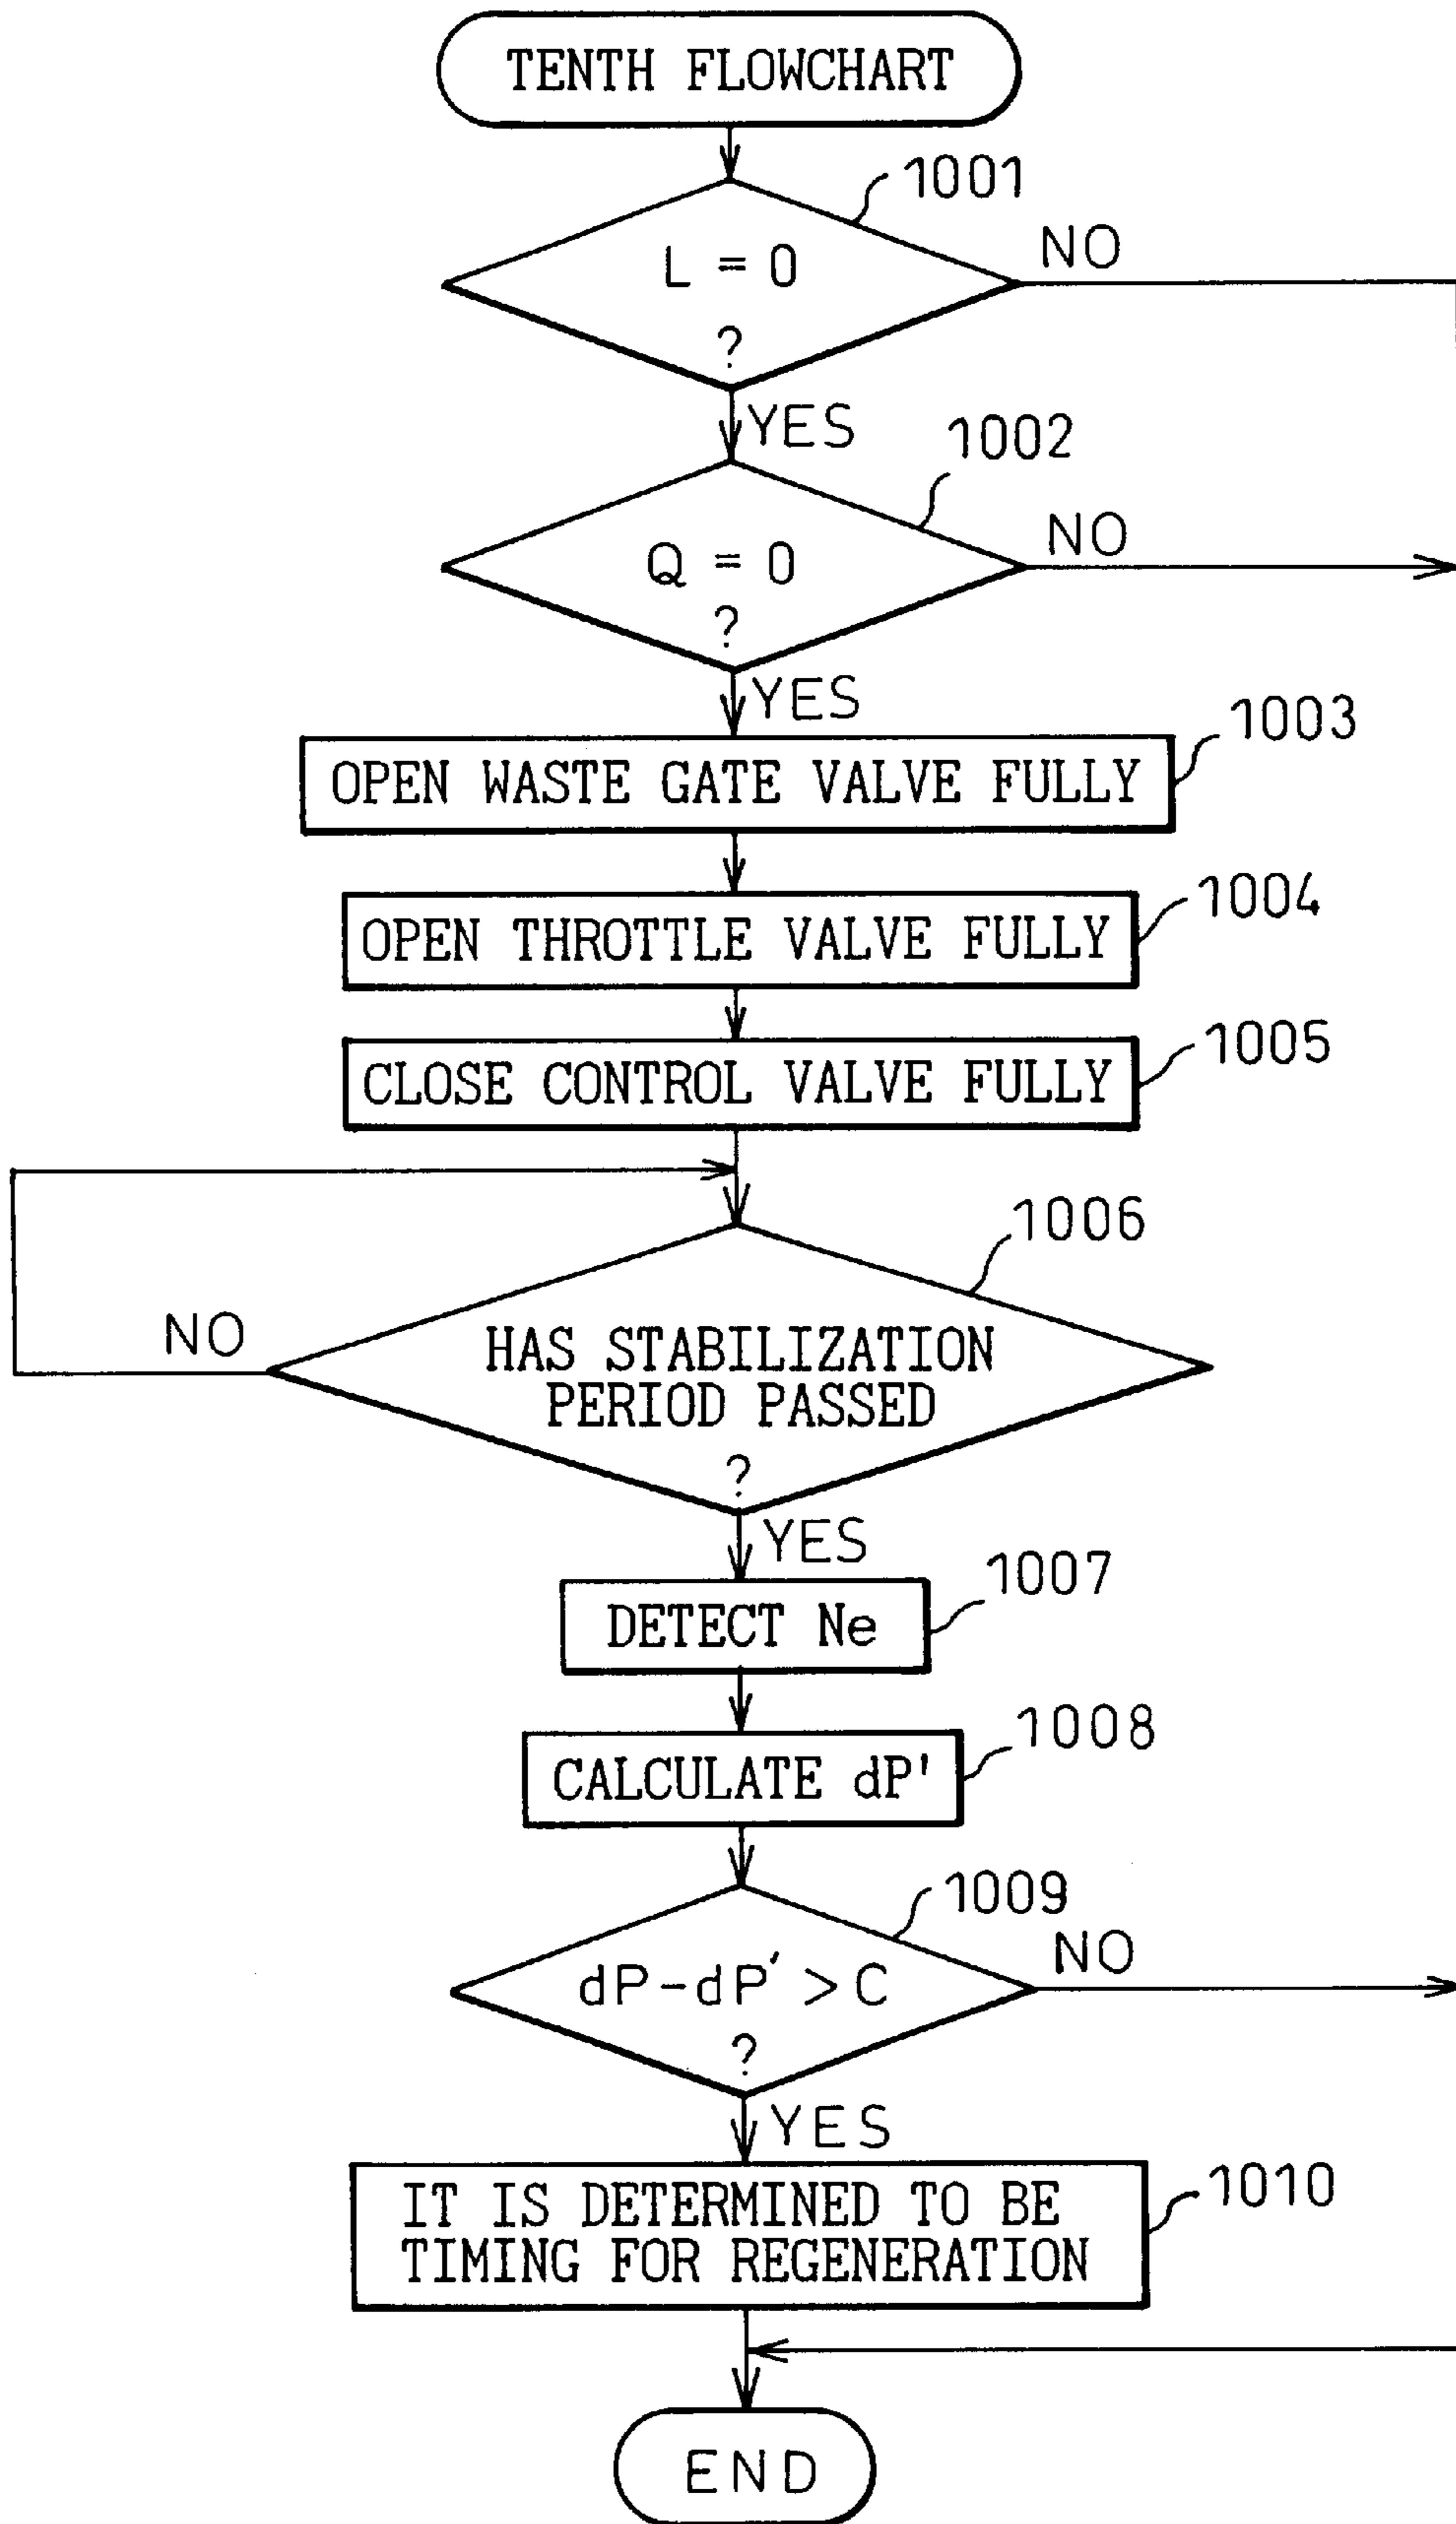 TENTH FLOWCHART
1001
L = 0
?
NO
YES
1002
Q = 0
?
NO
YES
1003
OPEN WASTE GATE VALVE FULLY
1004
OPEN THROTTLE VALVE FULLY
1005
CLOSE CONTROL VALVE FULLY
1006
NO
HAS STABILIZATION
PERIOD PASSED
?
YES
1007
DETECT Ne
1008
CALCULATE dP'
1009
dP-dP' > C
?
NO
YES
1010
IT IS DETERMINED TO BE
TIMING FOR REGENERATION
END